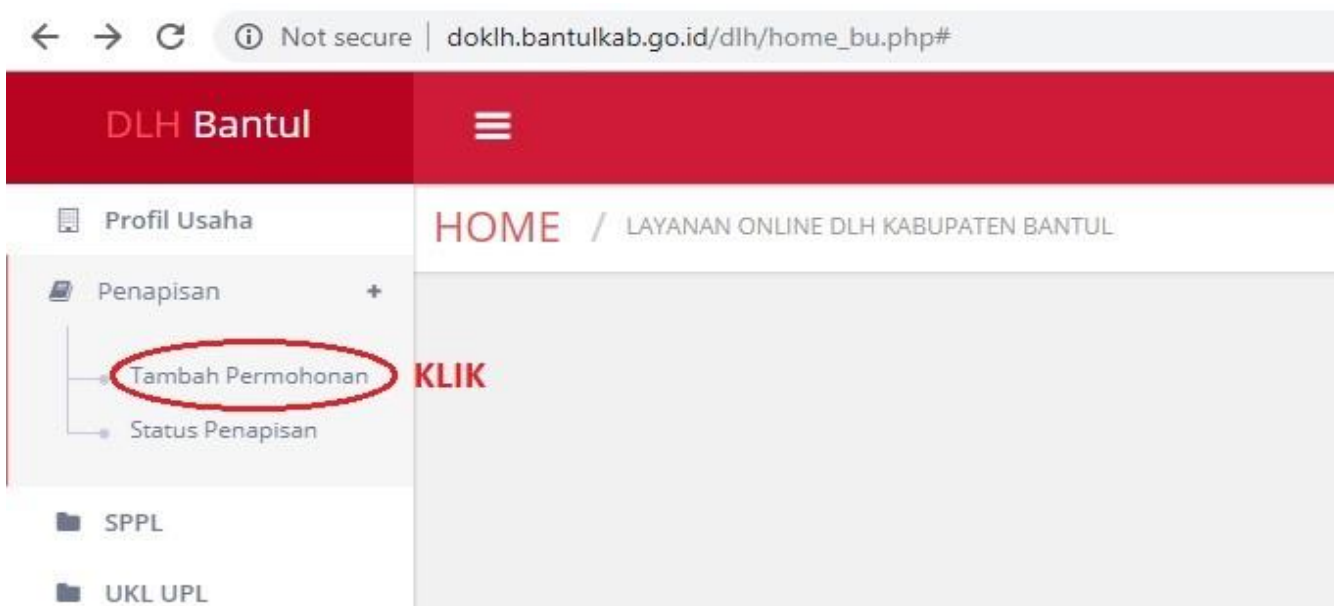 Not secure | doklh.bantulkab.go.id/dlh/home_bu.php#
DLH Bantul
Profil Usaha
HOME / LAYANAN ONLINE DLH KABUPATEN BANTUL
Penapisan +
Tambah Permohonan KLIK
Status Penapisan
SPPL
UKL UPL